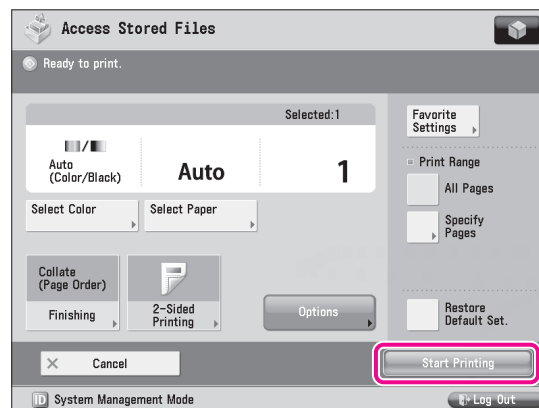 Access Stored Files
Ready to print.
Selected:1
Auto
(Color/Black)
Auto
1
Select Color
Select Paper
Collate
(Page Order)
Finishing
2-Sided
Printing
Options
Favorite
Settings
Print Range
All Pages
Specify
Pages
Restore
Default Set.
Cancel
Start Printing
ID System Management Mode
Log Out